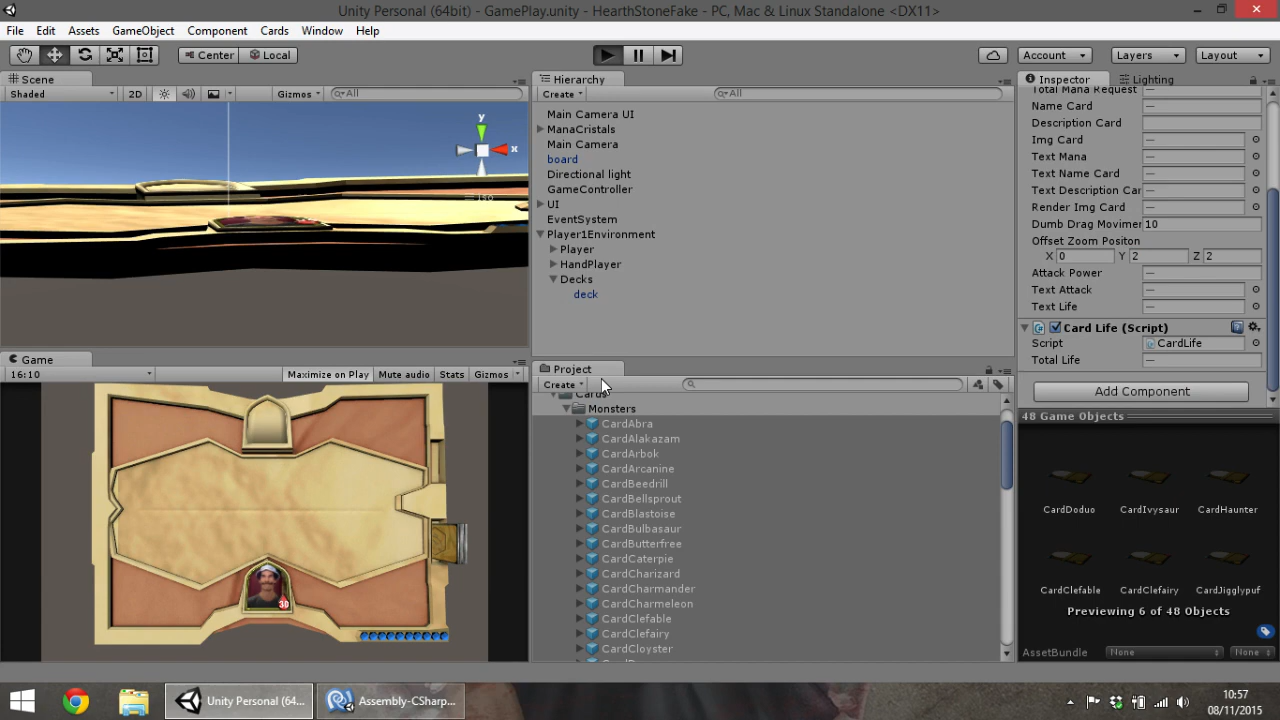 Unity Personal (64bit) - GamePlay.unity - HearthStoneFake - PC, Mac & Linux Standalone <DX11>
File Edit Assets GameObject Component Cards Window Help
Center Local Account Layers Layout
Scene
Shaded 2D Gizmos All
y
x
Iso
Game
16:10 Maximize on Play Mute audio Stats Gizmos
30
Hierarchy
Create All
Main Camera UI
ManaCristals
Main Camera
board
Directional light
GameController
UI
EventSystem
Player1Environment
Player
HandPlayer
Decks
deck
Project
Create
Cards
Monsters
CardAbra
CardAlakazam
CardArbok
CardArcanine
CardBeedrill
CardBellsprout
CardBlastoise
CardBulbasaur
CardButterfree
CardCaterpie
CardCharizard
CardCharmander
CardCharmeleon
CardClefable
CardClefairy
CardCloyster
Inspector Lighting
Total Mana Request —
Name Card —
Description Card
Img Card —
Text Mana —
Text Name Card —
Text Description Car —
Render Img Card —
Dumb Drag Movimer 10
Offset Zoom Positon
X 0 Y 2 Z 2
Attack Power —
Text Attack —
Text Life —
Card Life (Script)
Script CardLife
Total Life —
Add Component
48 Game Objects
CardDoduo CardIvysaur CardHaunter
CardClefable CardClefairy CardJigglypuf
Previewing 6 of 48 Objects
AssetBundle None None
Unity Personal (64... Assembly-CSharp...
10:57
08/11/2015